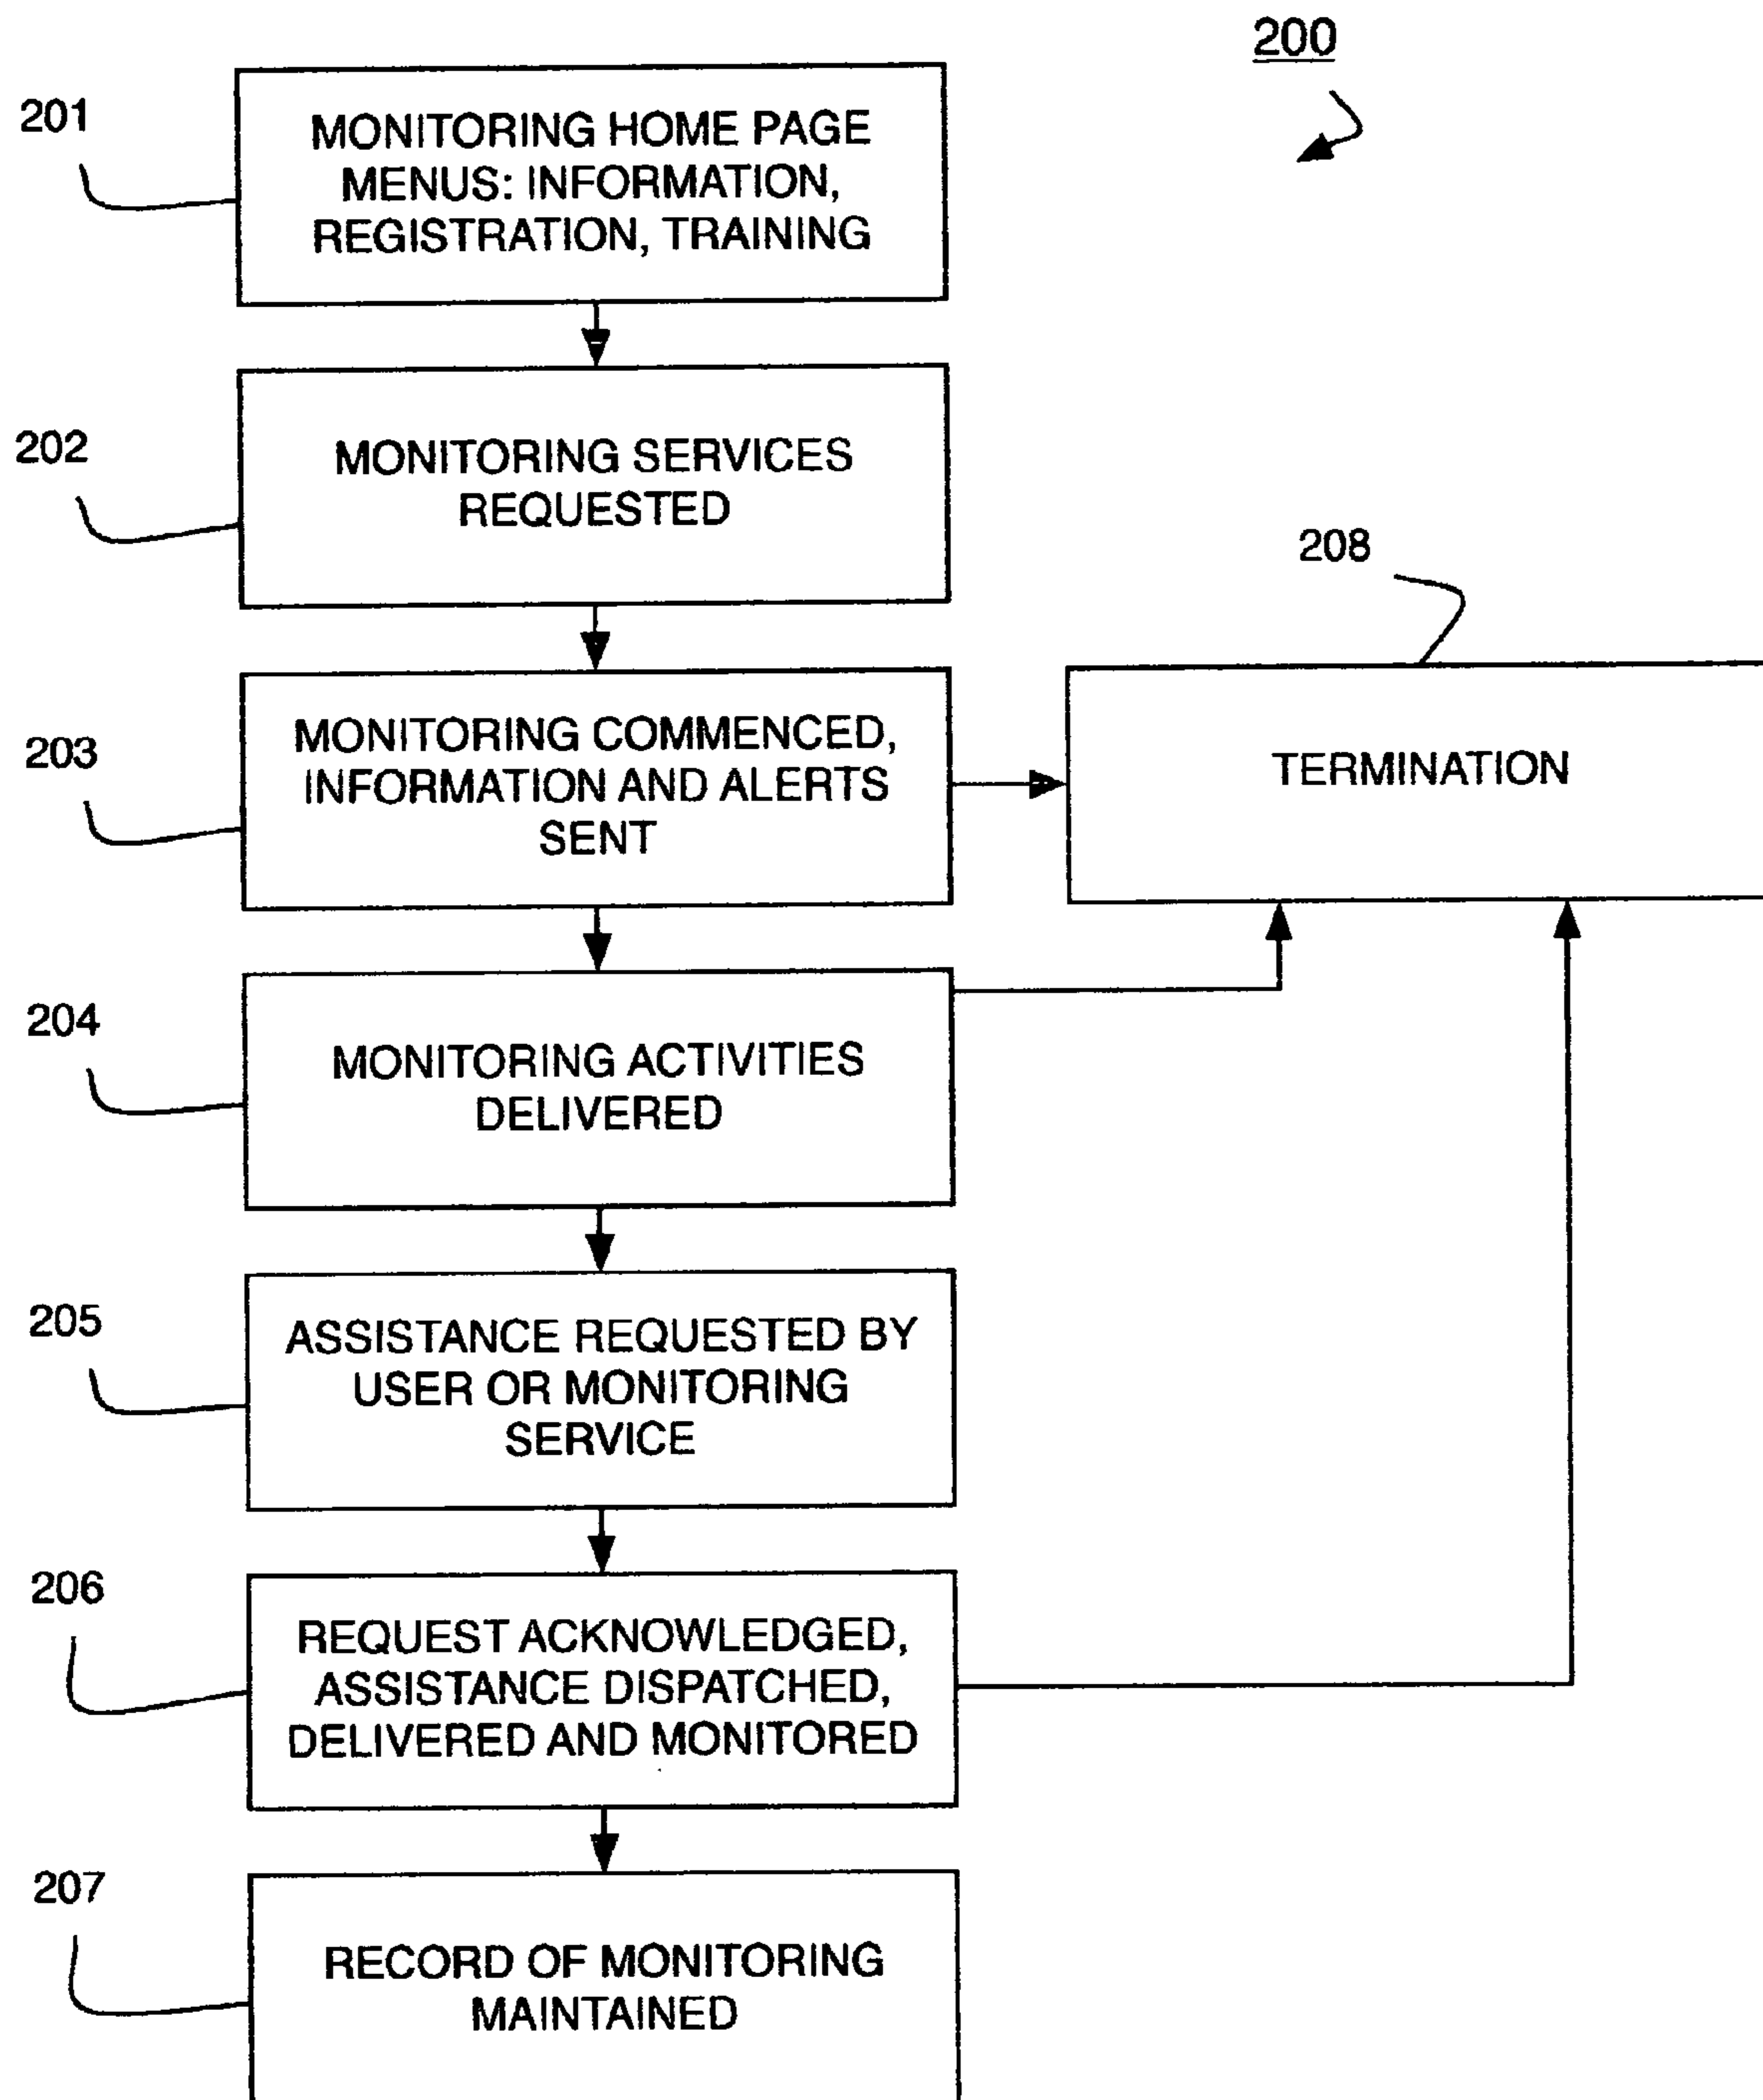 200
201
MONITORING HOME PAGE
MENUS: INFORMATION,
REGISTRATION, TRAINING
202
MONITORING SERVICES
REQUESTED
208
203
MONITORING COMMENCED,
INFORMATION AND ALERTS
SENT
TERMINATION
204
MONITORING ACTIVITIES
DELIVERED
205
ASSISTANCE REQUESTED BY
USER OR MONITORING
SERVICE
206
REQUEST ACKNOWLEDGED,
ASSISTANCE DISPATCHED,
DELIVERED AND MONITORED
207
RECORD OF MONITORING
MAINTAINED